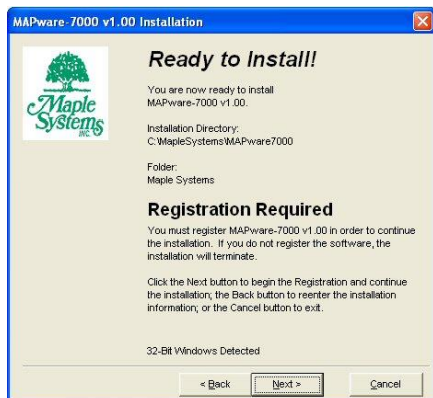 MAPware-7000 v1.00 Installation
Maple
Systems
INC.
Ready to Install!
You are now ready to install
MAPware-7000 v1.00.
Installation Directory:
C:\MapleSystems\MAPware7000
Folder:
Maple Systems
Registration Required
You must register MAPware-7000 v1.00 in order to continue
the installation. If you do not register the software, the
installation will terminate.
Click the Next button to begin the Registration and continue
the installation; the Back button to reenter the installation
information; or the Cancel button to exit.
32-Bit Windows Detected
< Back
Next >
Cancel